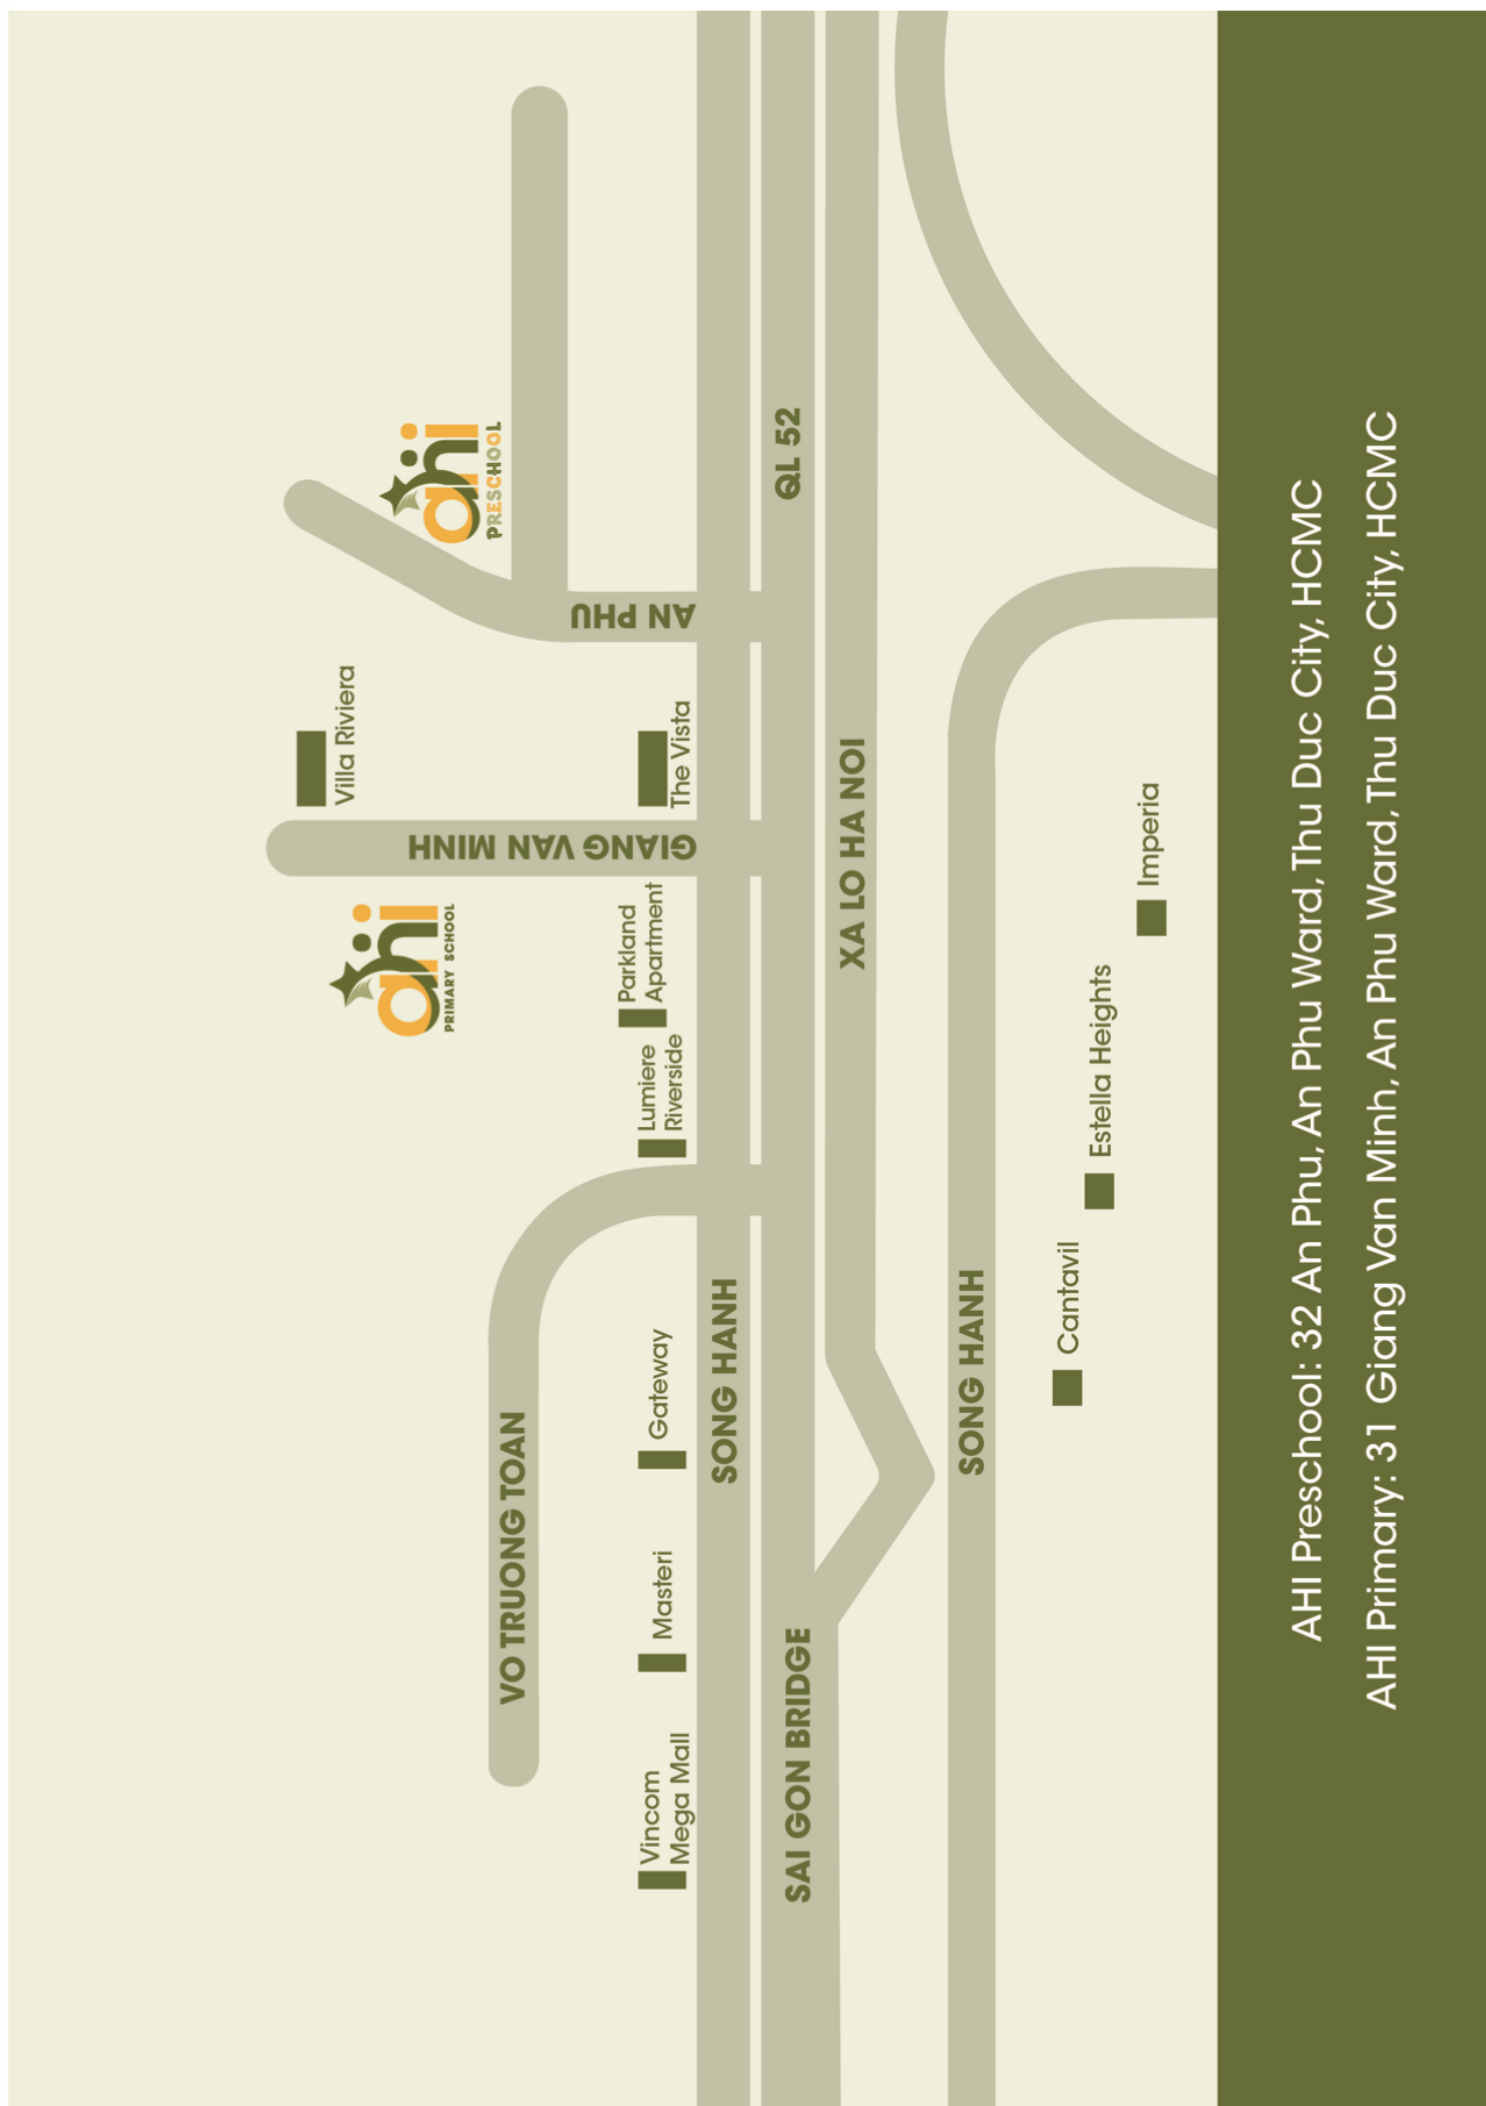 Villa Riviera
ahi
PRESCHOOL
ahi
PRIMARY SCHOOL
GIANG VAN MINH
AN PHU
VO TRUONG TOAN
Vincom
Mega Mall
Masteri
Gateway
Lumiere
Riverside
Parkland
Apartment
The Vista
SONG HANH
SAI GON BRIDGE
QL 52
XA LO HA NOI
SONG HANH
Cantavil
Estella Heights
Imperia
AHI Preschool: 32 An Phu, An Phu Ward, Thu Duc City, HCMC
AHI Primary: 31 Giang Van Minh, An Phu Ward, Thu Duc City, HCMC